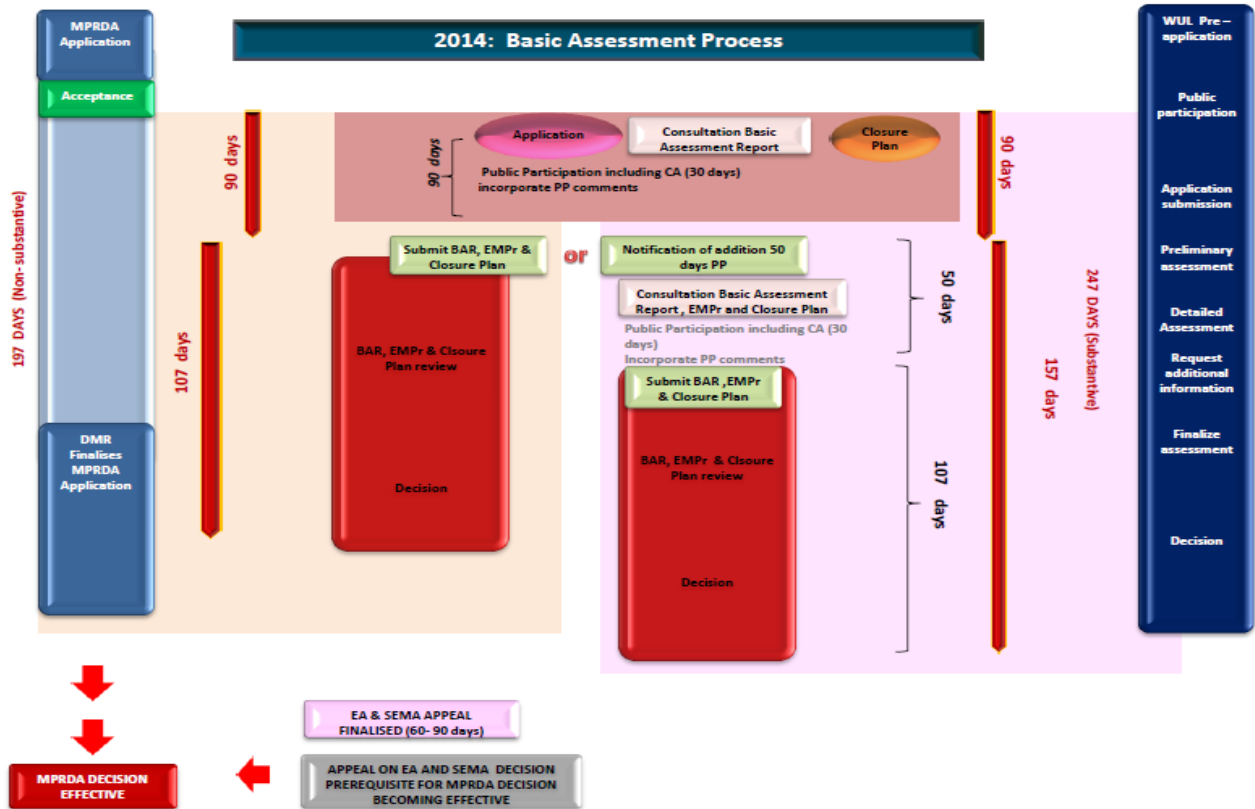 2014: Basic Assessment Process
MPRDA
Application
Acceptance
197 DAYS (Non-substantive)
DMR
Finalises
MPRDA
Application
90 days
107 days
Application
Consultation Basic
Assessment Report
Closure
Plan
90 days
Public Participation including CA (30 days)
incorporate PP comments
Submit BAR, EMPr &
Closure Plan
BAR, EMPr & Clsoure
Plan review
Decision
or
Notification of addition 50
days PP
Consultation Basic Assessment
Report , EMPr and Closure Plan
Public Participation including CA (30
days)
Incorporate PP comments
Submit BAR ,EMPr
& Closure Plan
BAR, EMPr & Clsoure
Plan review
Decision
50 days
107 days
90 days
157 days
247 DAYS (Substantive)
WUL Pre –
application
Public
participation
Application
submission
Preliminary
assessment
Detailed
Assessment
Request
additional
information
Finalize
assessment
Decision
EA & SEMA APPEAL
FINALISED (60- 90 days)
MPRDA DECISION
EFFECTIVE
APPEAL ON EA AND SEMA DECISION
PREREQUISITE FOR MPRDA DECISION
BECOMING EFFECTIVE